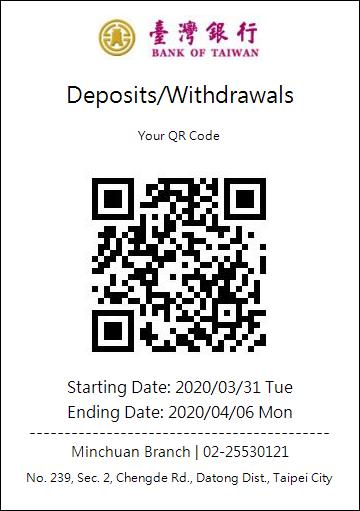 臺灣銀行
BANK OF TAIWAN
Deposits/Withdrawals
Your QR Code
Starting Date: 2020/03/31 Tue
Ending Date: 2020/04/06 Mon
Minchuan Branch | 02-25530121
No. 239, Sec. 2, Chengde Rd., Datong Dist., Taipei City